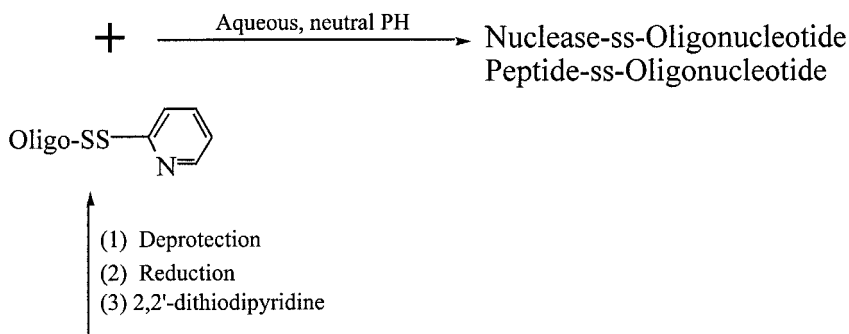 Aqueous, neutral PH
+
Nuclease-ss-Oligonucleotide
Peptide-ss-Oligonucleotide
Oligo-SS
N
(1) Deprotection
(2) Reduction
(3) 2,2'-dithiodipyridine